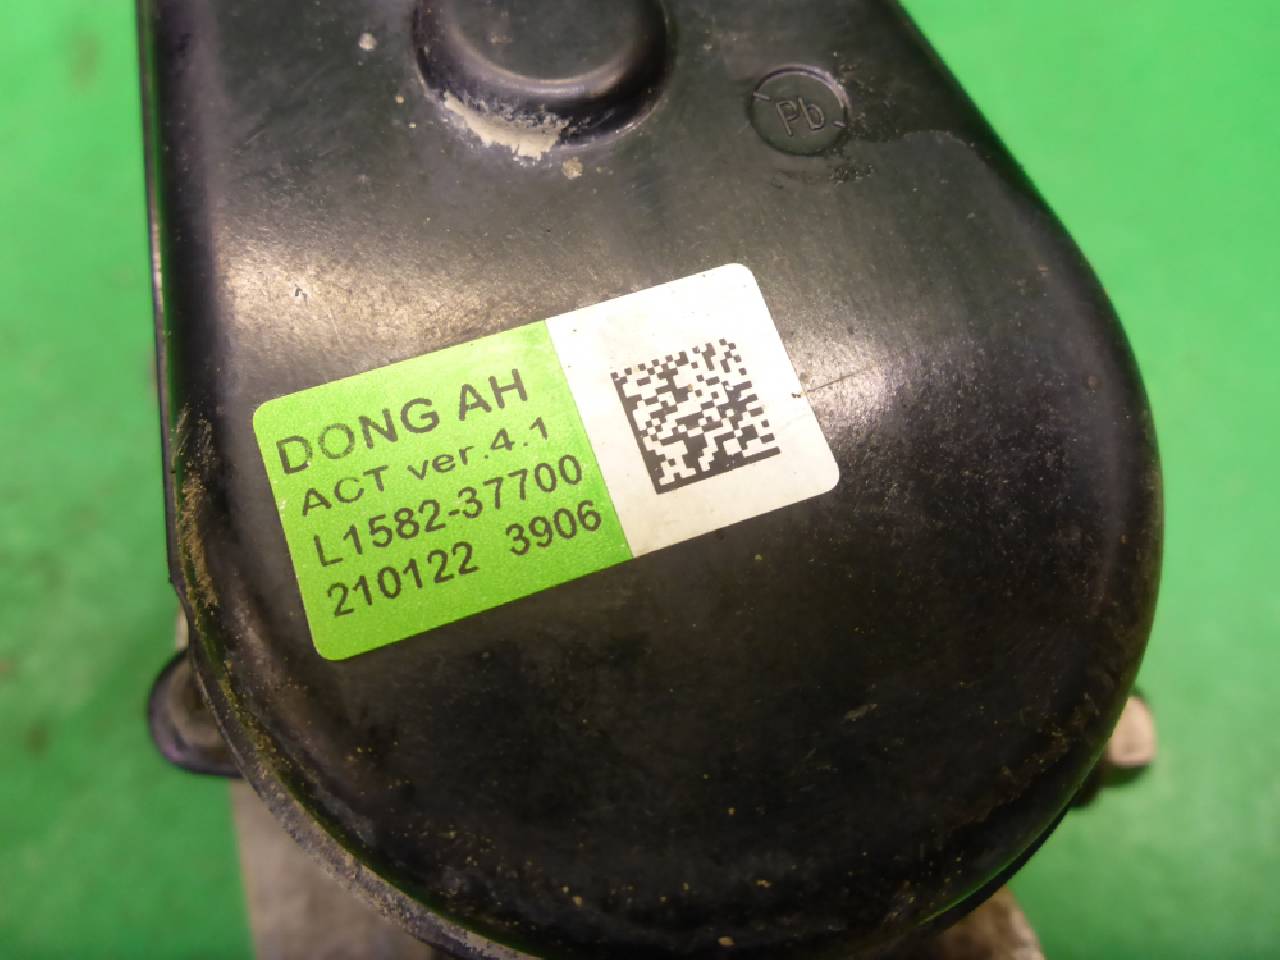 Pb
DONG AH
ACT ver.4.1
L1582-37700
210122 3906